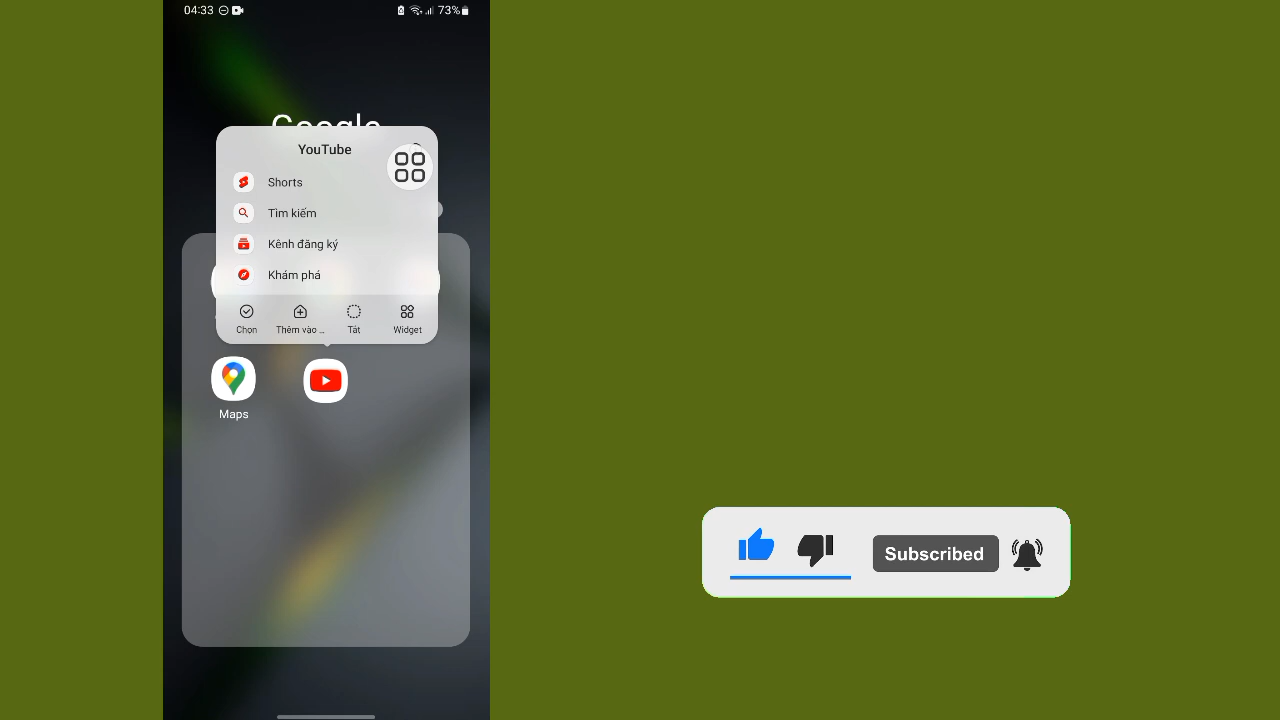 04:33
73%
Google
YouTube
Shorts
Tìm kiếm
Kênh đăng ký
Khám phá
Chọn
Thêm vào ..
Tắt
Widget
Maps
Subscribed